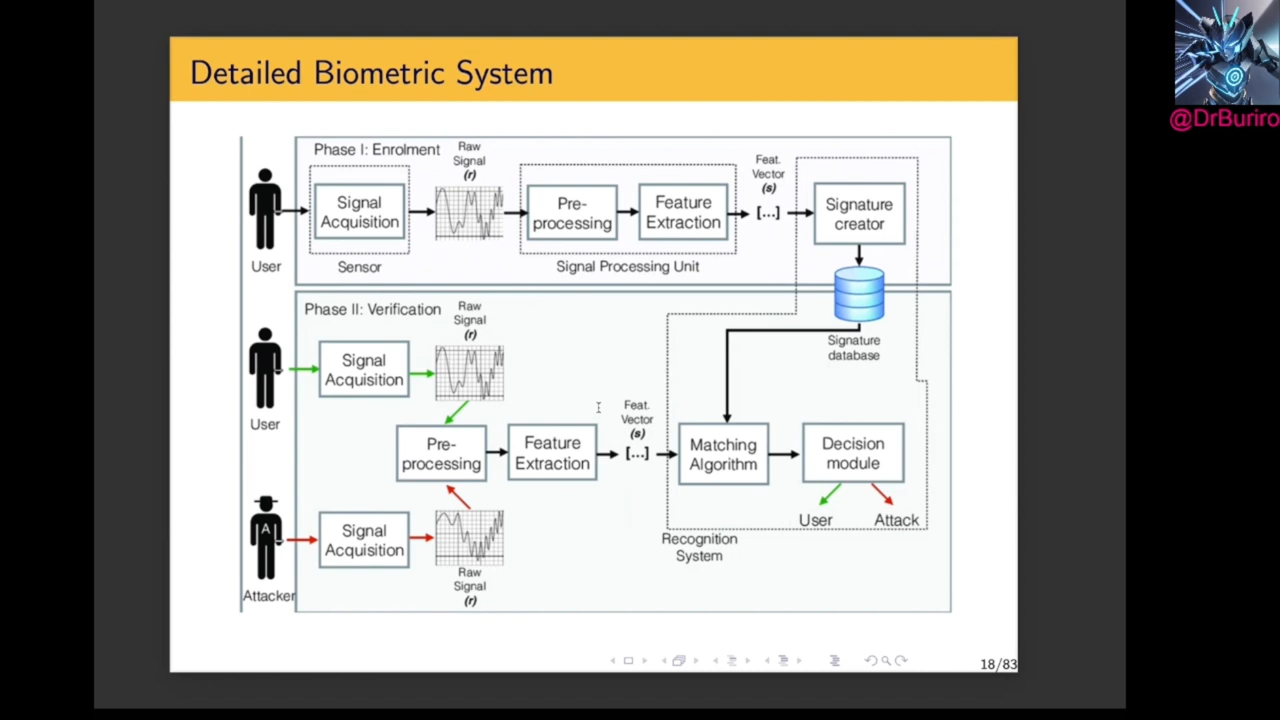 Detailed Biometric System
@DrBuriro
Phase I: Enrolment
Raw
Signal
(r)
Feat.
Vector
(s)
Signal
Acquisition
Pre-
processing
Feature
Extraction
[...]
Signature
creator
User
Sensor
Signal Processing Unit
Phase II: Verification
Raw
Signal
(r)
Signature
database
Signal
Acquisition
User
Feat.
Vector
(s)
Pre-
processing
Feature
Extraction
[...]
Matching
Algorithm
Decision
module
User
Attack
A
Signal
Acquisition
Recognition
System
Raw
Signal
(r)
Attacker
18/83